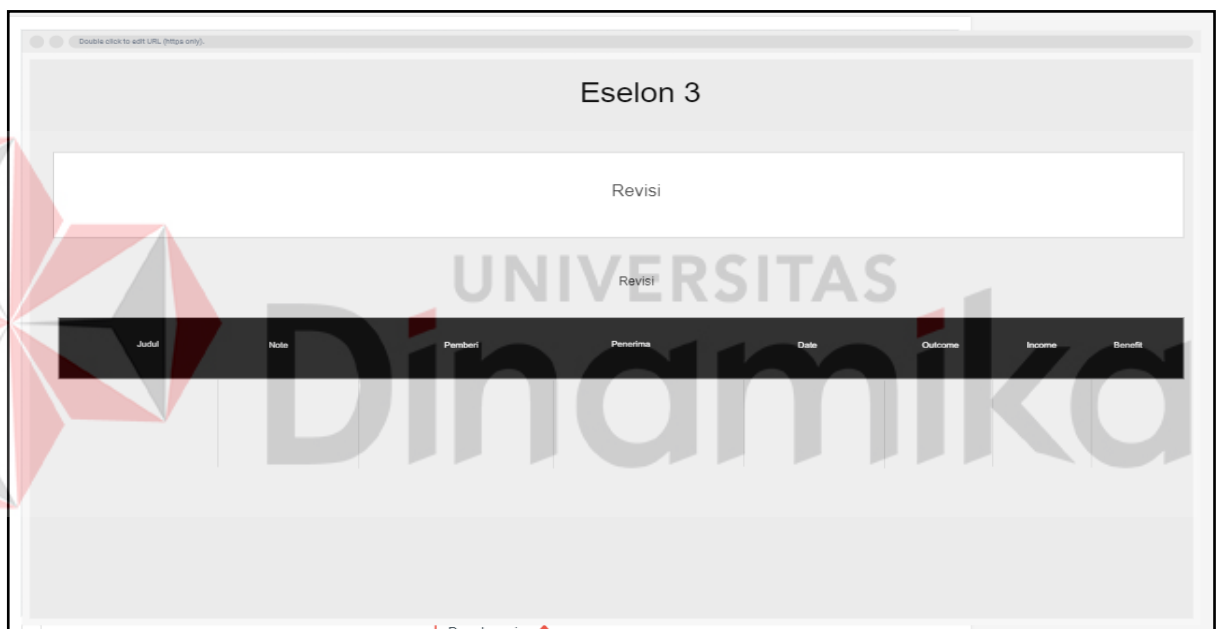 Double click to edit URL (https only).
Eselon 3
Revisi
UNIVERSITAS
Dinamika
Revisi
Judul Note Pemberi Penerima Date Outcome Income Benefit